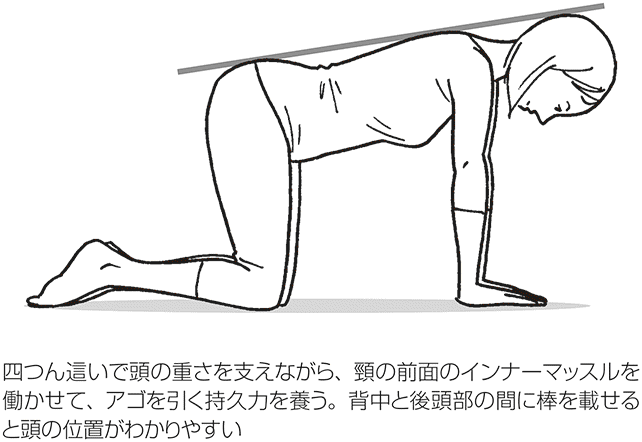 四つん這いで頭の重さを支えながら、頸の前面のインナーマッスルを
働かせて、アゴを引く持久力を養う。背中と後頭部の間に棒を載せる
と頭の位置がわかりやすい